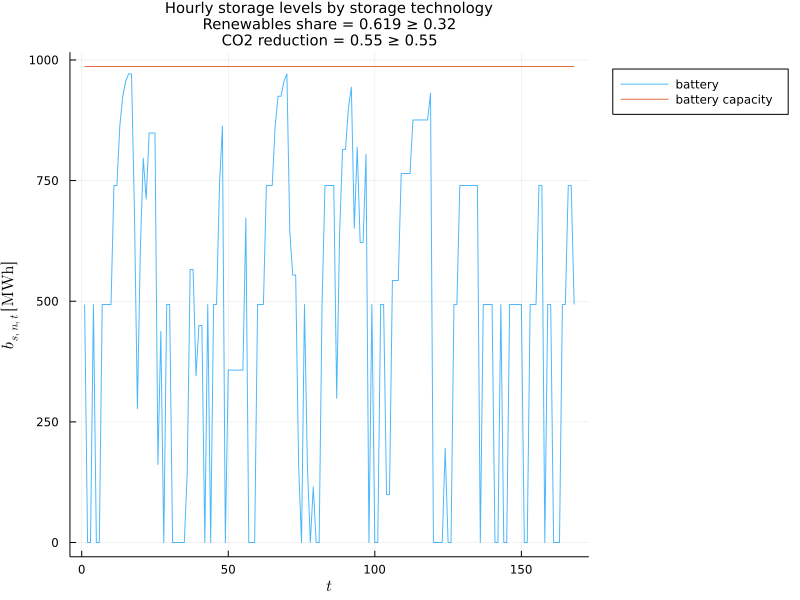 Hourly storage levels by storage technology
Renewables share = 0.619 ≥ 0.32
CO2 reduction = 0.55 ≥ 0.55
battery
battery capacity
1000
750
500
250
0
b_{s, n, t} [MWh]
0 50 100 150
t